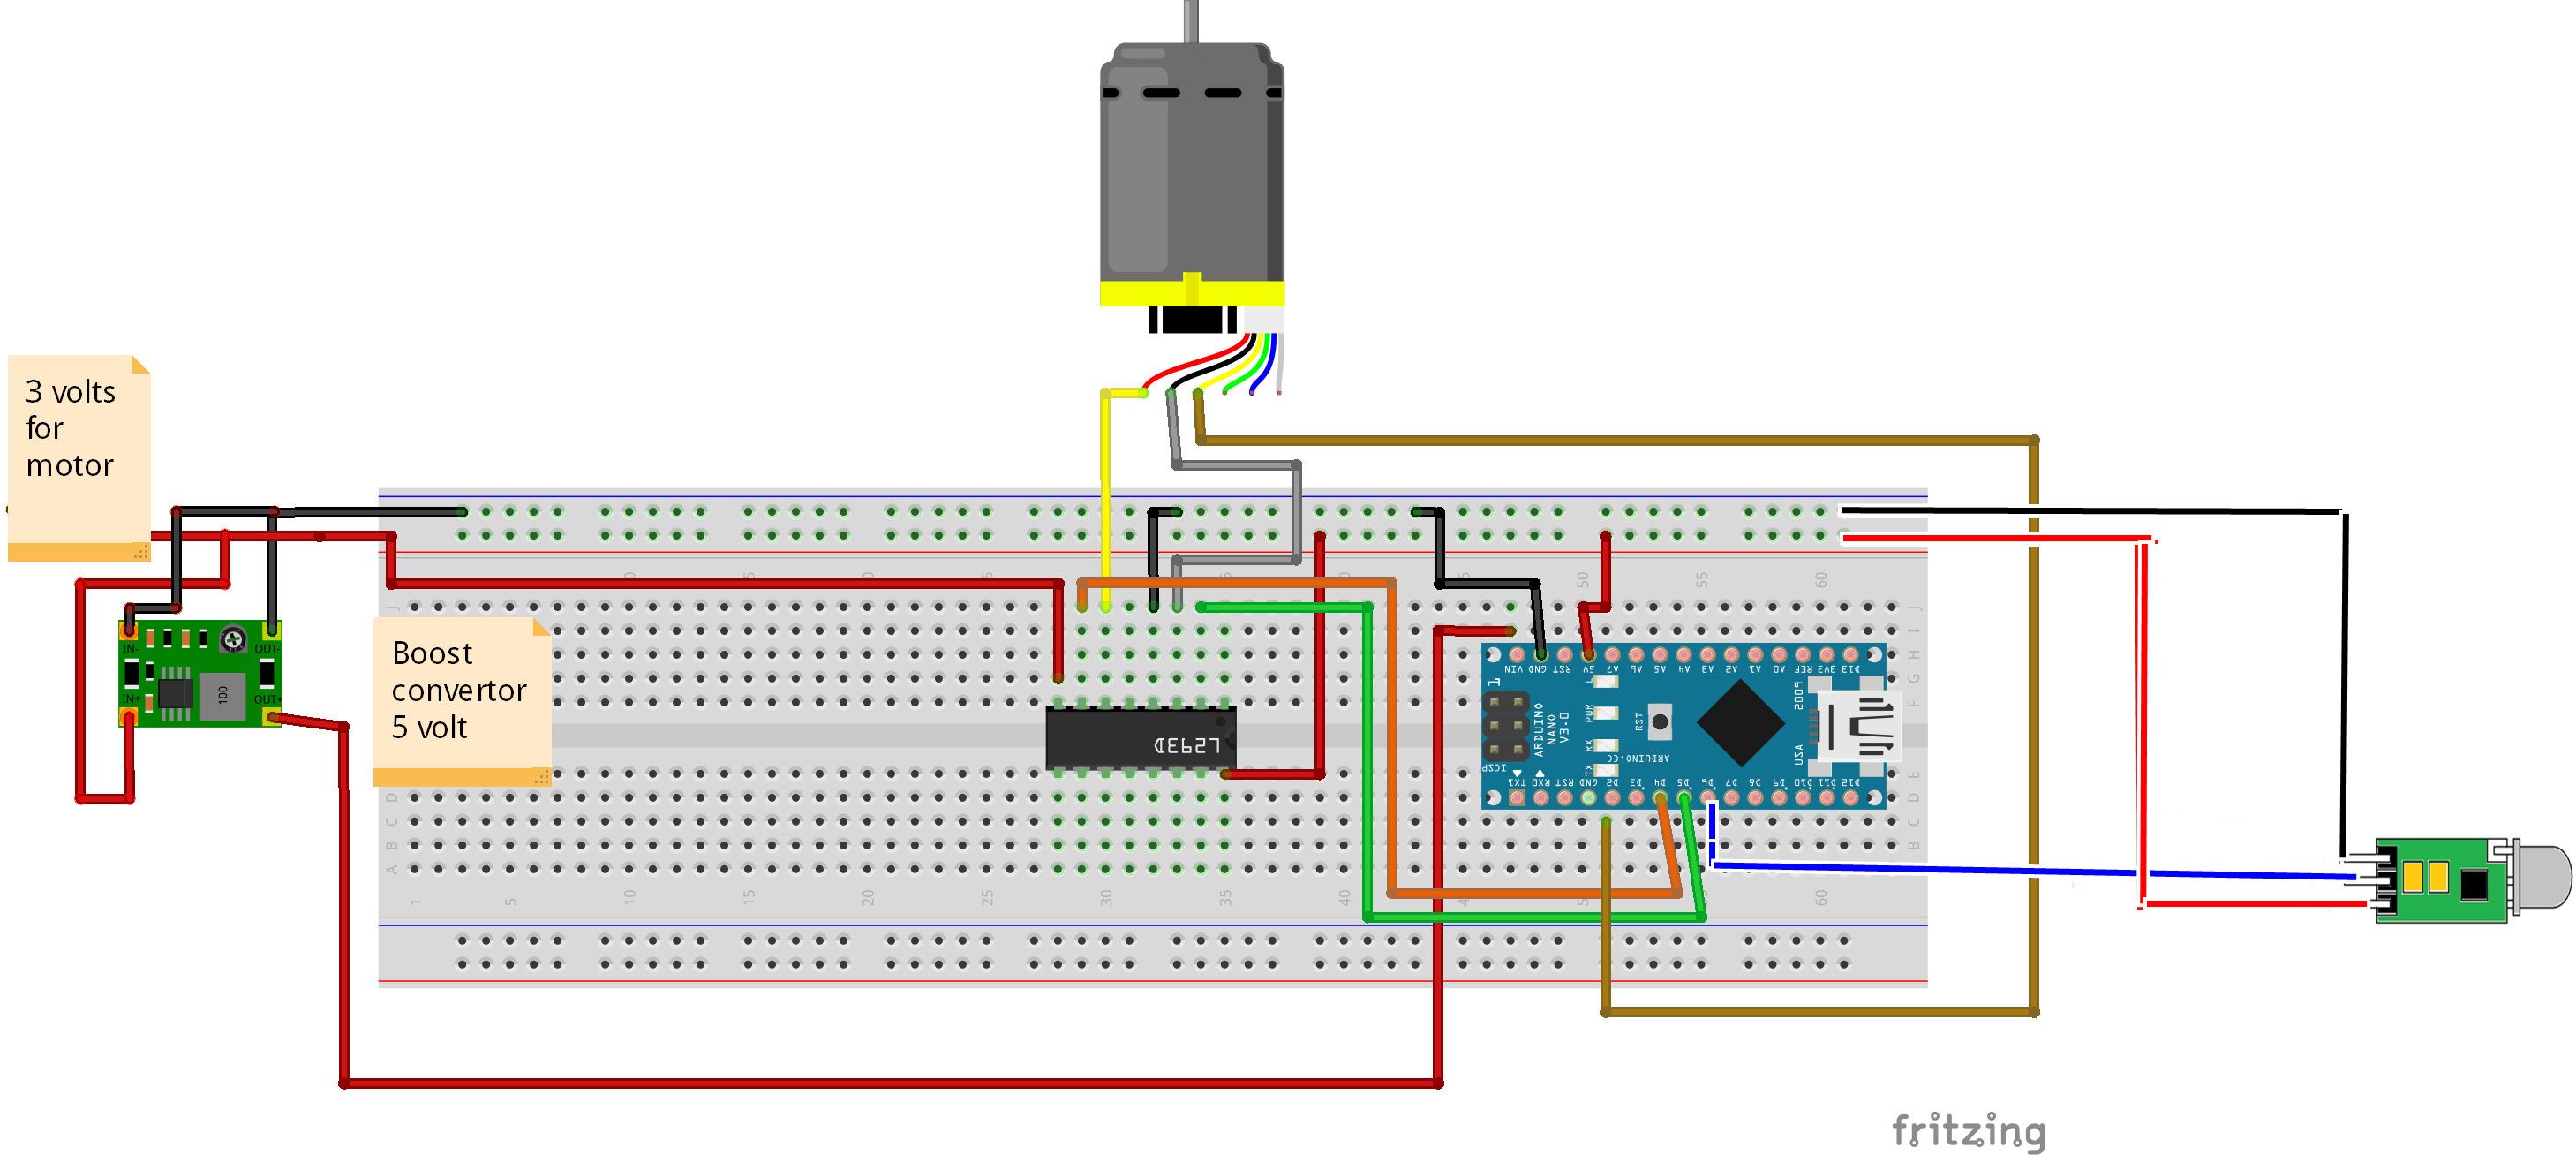 3 volts
for
motor
Boost
convertor
5 volt
IN-
OUT-
IN+
OUT+
100
L293D
VIN GND RST 5V A7 A6 A5 A4 A3 A2 A1 A0 REF 3V3 D13
L
PWR
RX
TX
RST
ARDUINO
NANO
V3.0
ARDUINO.CC
USA
ICSP
TX1 RX0 RST GND D2 D3 D4 D5 D6 D7 D8 D9 D10 D11 D12
50 55 60
J J
I
H
G
F
E
D D
C C
B B
A A
1 5 10 15 20 25 30 35 40 60
fritzing